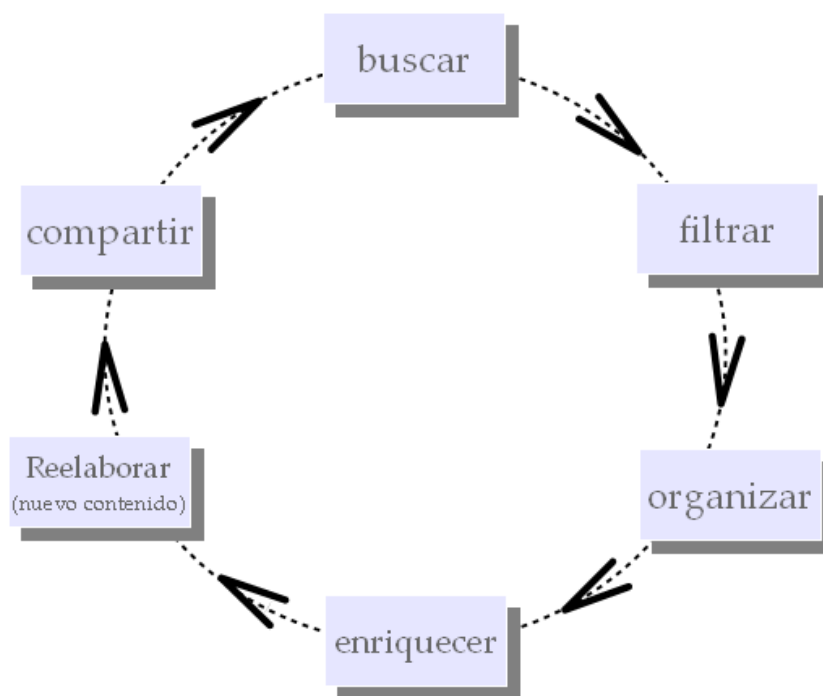 buscar
filtrar
organizar
enriquecer
Reelaborar
(nuevo contenido)
compartir